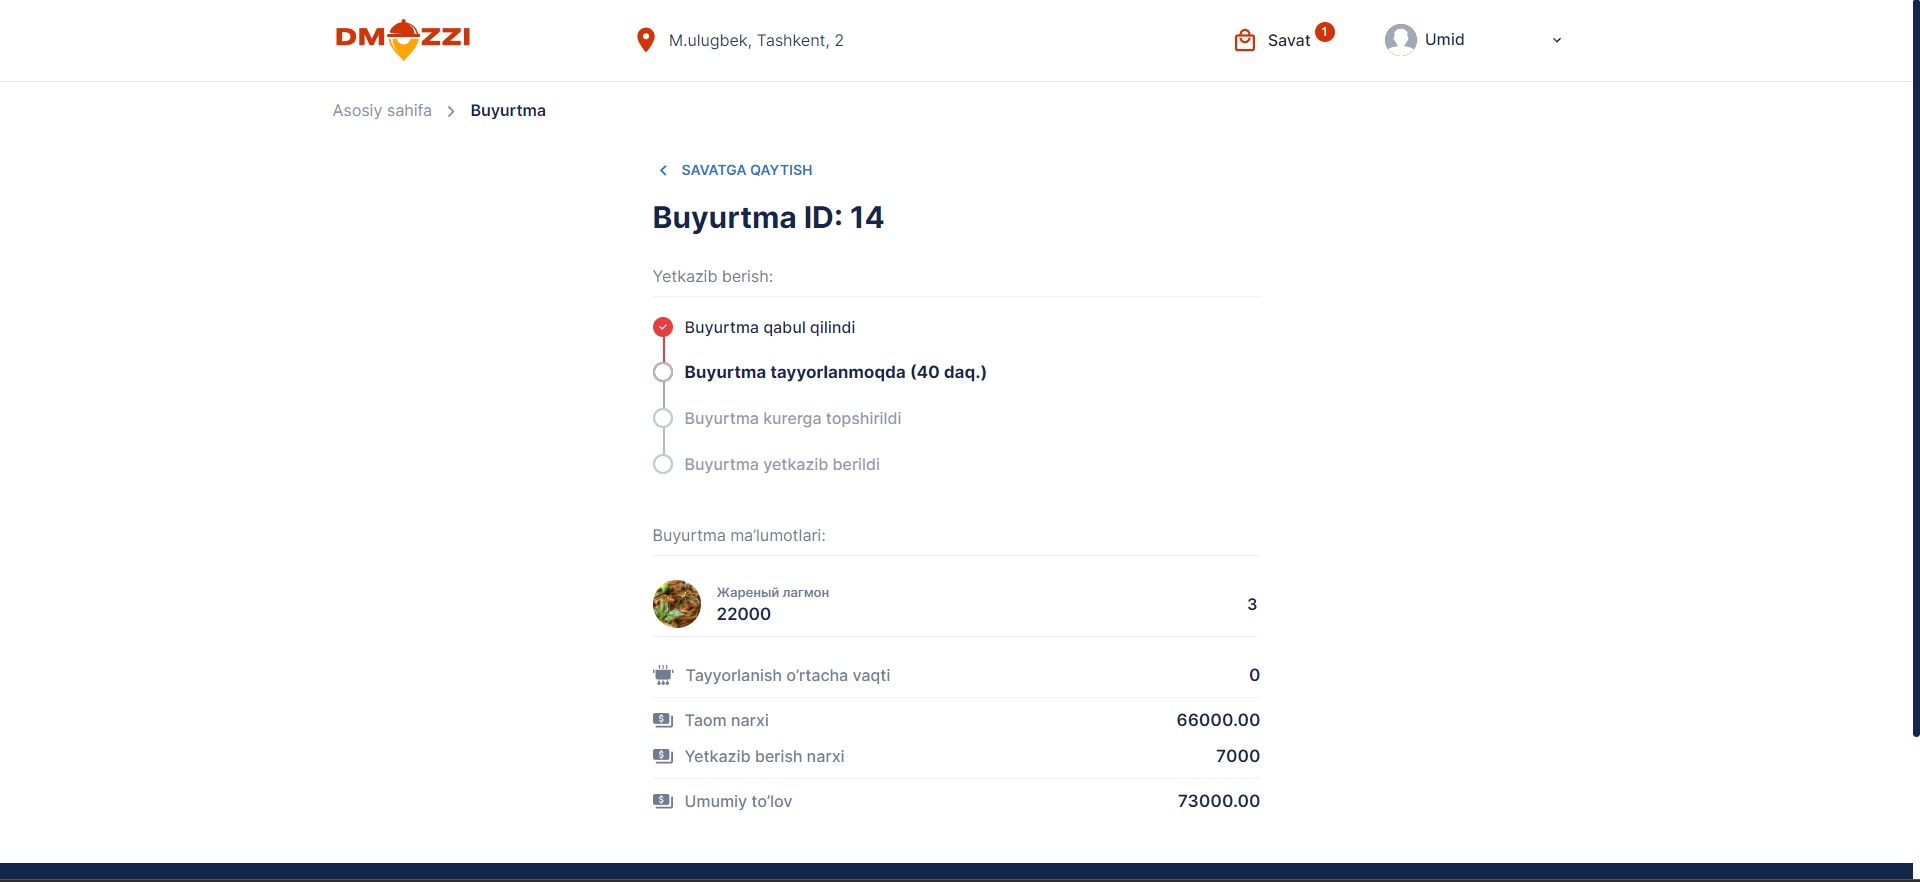 DMOZZI
M.ulugbek, Tashkent, 2
Savat 1
Umid
Asosiy sahifa > Buyurtma
SAVATGA QAYTISH
Buyurtma ID: 14
Yetkazib berish:
Buyurtma qabul qilindi
Buyurtma tayyorlanmoqda (40 daq.)
Buyurtma kurerga topshirildi
Buyurtma yetkazib berildi
Buyurtma ma’lumotlari:
Жареный лагмон
22000
3
Tayyorlanish o’rtacha vaqti 0
Taom narxi 66000.00
Yetkazib berish narxi 7000
Umumiy to’lov 73000.00